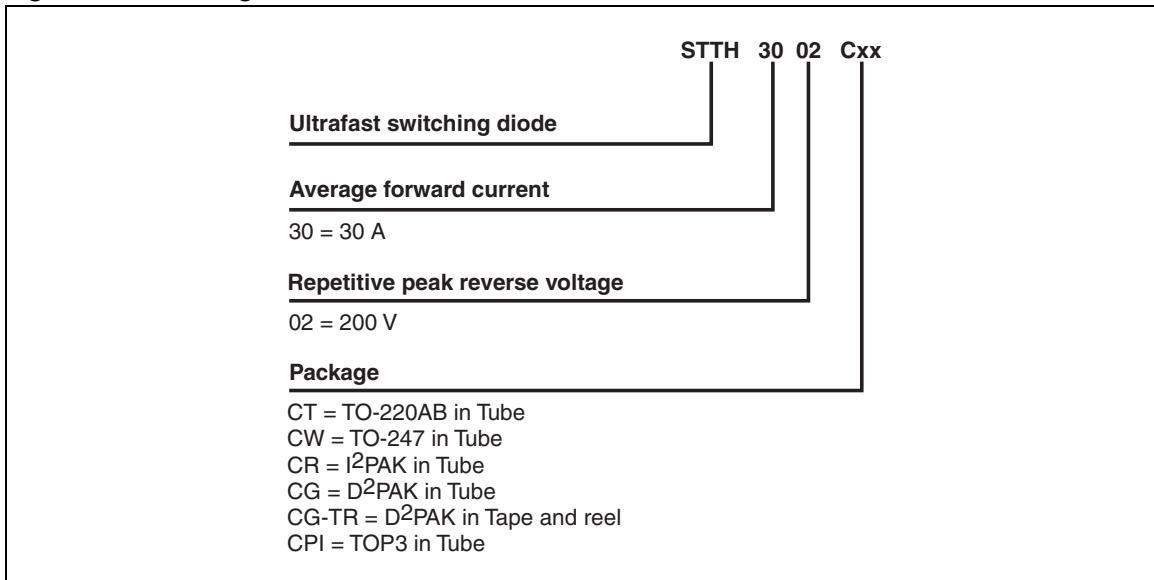 STTH 30 02 Cxx
Ultrafast switching diode
Average forward current
30 = 30 A
Repetitive peak reverse voltage
02 = 200 V
Package
CT = TO-220AB in Tube
CW = TO-247 in Tube
CR = I²PAK in Tube
CG = D²PAK in Tube
CG-TR = D²PAK in Tape and reel
CPI = TOP3 in Tube